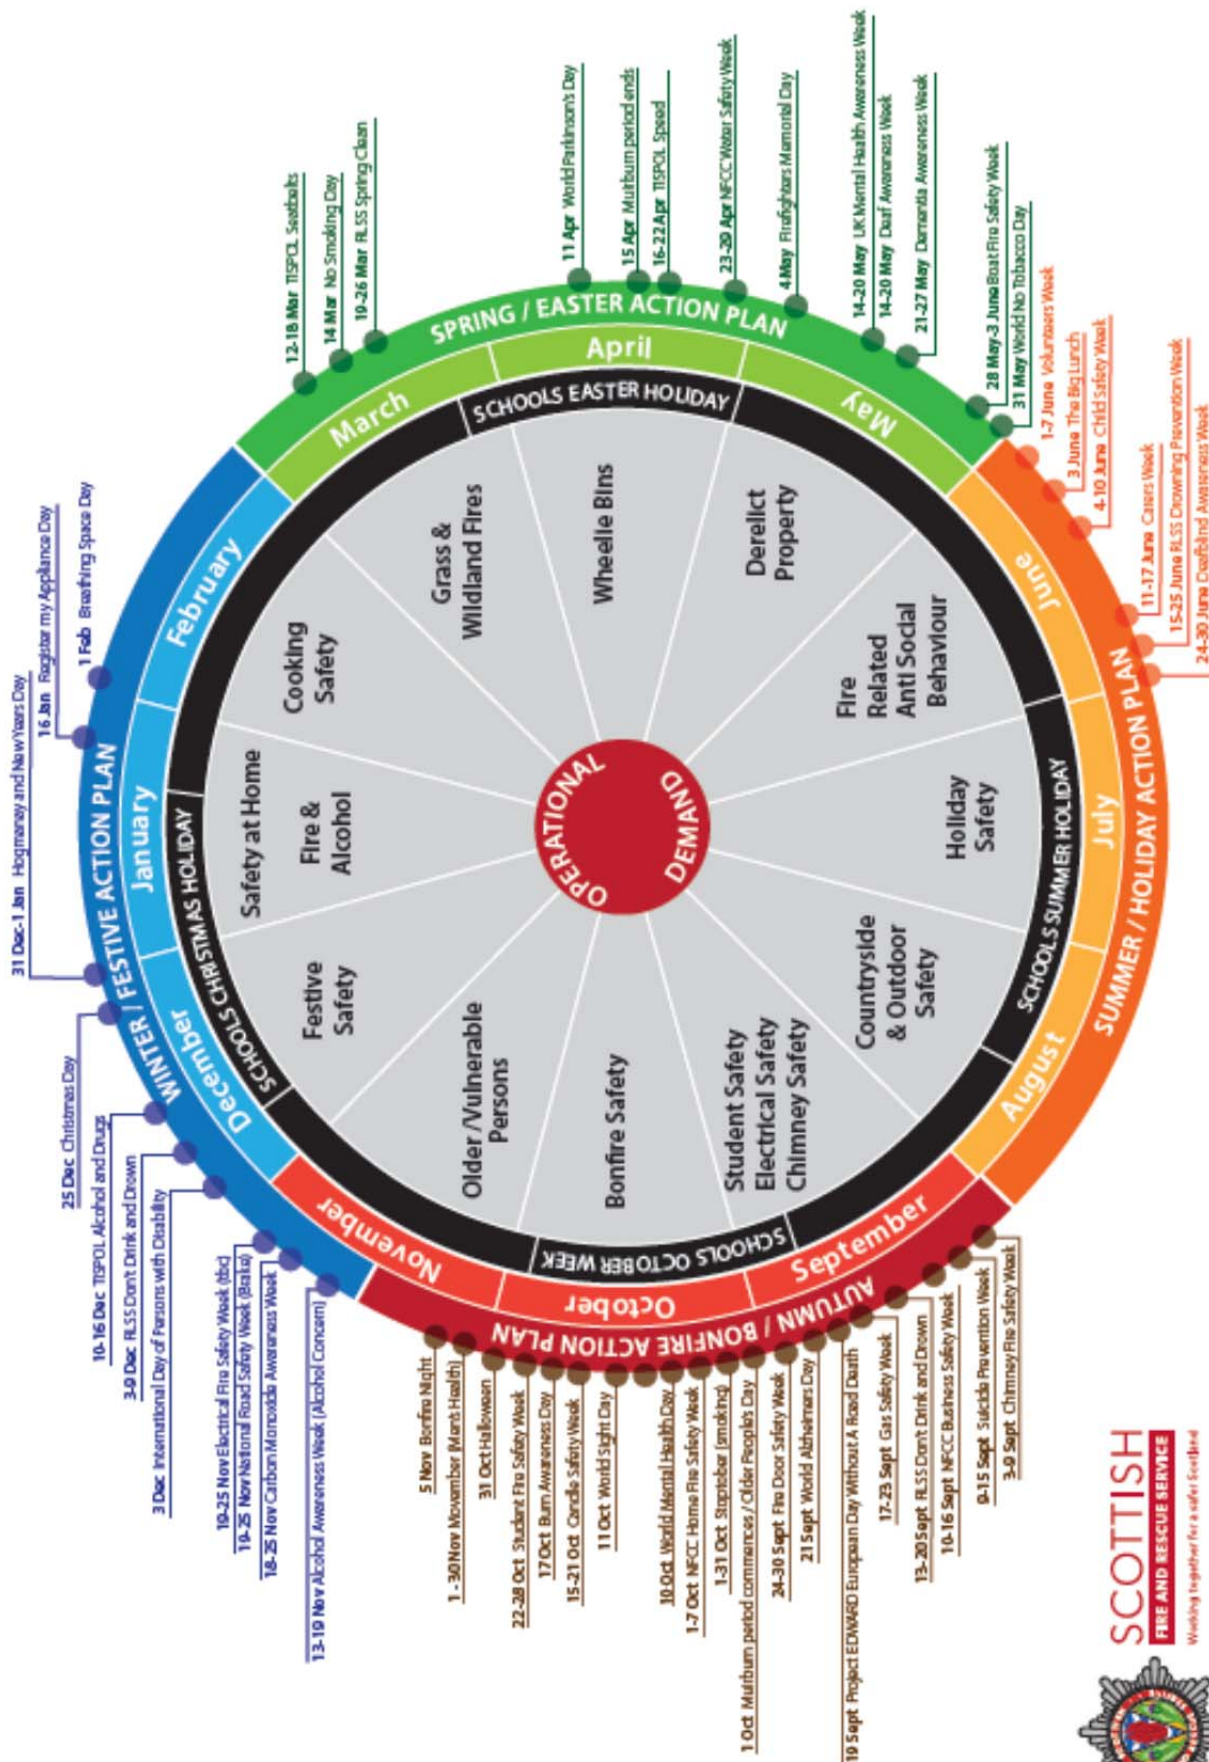 31 Dec-1 Jan Hogmanay and New Years Day
16 Jan Register my Appliance Day
1 Feb Breathing Space Day
12-18 Mar TISPOL Seatbelts
14 Mar No Smoking Day
19-26 Mar RLSS Spring Clean
11 Apr World Parkinson's Day
15 Apr Muirburn period ends
16-22 Apr TISPOL Speed
23-29 Apr NFCC Water Safety Week
4 May Firefighters Memorial Day
14-20 May UK Mental Health Awareness Week
14-20 May Deaf Awareness Week
21-27 May Dementia Awareness Week
28 May-3 June Boat Fire Safety Week
31 May World No Tobacco Day
1-7 June Volunteers Week
3 June The Big Lunch
4-10 June Child Safety Week
11-17 June Carers Week
15-25 June RLSS Drowning Prevention Week
24-30 June Deafblind Awareness Week
3-9 Sept Chimney Fire Safety Week
9-15 Sept Suicide Prevention Week
10-16 Sept NFCC Business Safety Week
13-20 Sept RLSS Don't Drink and Drown
17-23 Sept Gas Safety Week
19 Sept Project EDWARD European Day Without A Road Death
21 Sept World Alzheimers Day
24-30 Sept Fire Door Safety Week
1 Oct Muirburn period commences / Older People's Day
1-31 Oct Stoptober (smoking)
1-7 Oct NFCC Home Fire Safety Week
10 Oct World Mental Health Day
11 Oct World Sight Day
15-21 Oct Candle Safety Week
17 Oct Burn Awareness Day
22-28 Oct Student Fire Safety Week
31 Oct Halloween
1 -30 Nov Movember (Men's Health)
5 Nov Bonfire Night
13-19 Nov Alcohol Awareness Week (Alcohol Concern)
18-25 Nov Carbon Monoxide Awareness Week
19-25 Nov National Road Safety Week (Brake)
19-25 Nov Electrical Fire Safety Week (tbc)
3 Dec International Day of Persons with Disability
3-9 Dec RLSS Don't Drink and Drown
10-16 Dec TISPOL Alcohol and Drugs
25 Dec Christmas Day
WINTER / FESTIVE ACTION PLAN
SPRING / EASTER ACTION PLAN
SUMMER / HOLIDAY ACTION PLAN
AUTUMN / BONFIRE ACTION PLAN
January
February
March
April
May
June
July
August
September
October
November
December
SCHOOLS CHRISTMAS HOLIDAY
SCHOOLS EASTER HOLIDAY
SCHOOLS SUMMER HOLIDAY
SCHOOLS OCTOBER WEEK
Safety at Home
Fire &
Alcohol
Cooking
Safety
Grass &
Wildland Fires
Wheelie Bins
Derelict
Property
Fire
Related
Anti Social
Behaviour
Holiday
Safety
Countryside
& Outdoor
Safety
Student Safety
Electrical Safety
Chimney Safety
Bonfire Safety
Older /Vulnerable
Persons
Festive
Safety
OPERATIONAL
DEMAND
SCOTTISH
FIRE AND RESCUE SERVICE
Working together for a safer Scotland